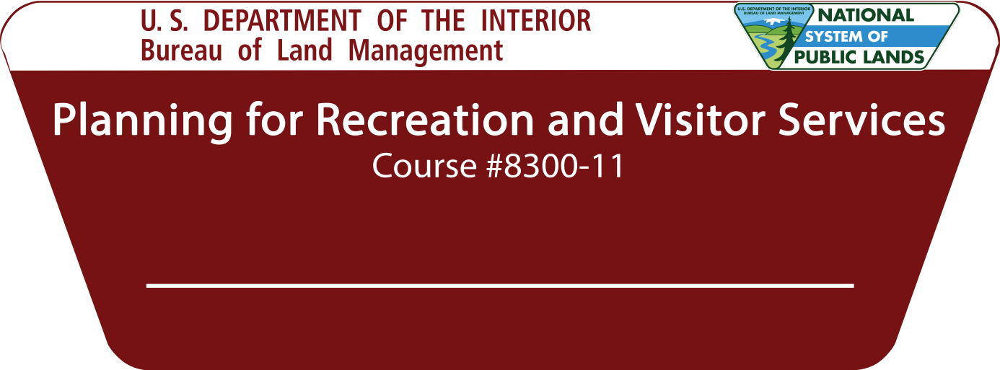 U. S. DEPARTMENT OF THE INTERIOR
Bureau of Land Management
U.S. DEPARTMENT OF THE INTERIOR
BUREAU OF LAND MANAGEMENT
NATIONAL
SYSTEM OF
PUBLIC LANDS
Planning for Recreation and Visitor Services
Course #8300-11